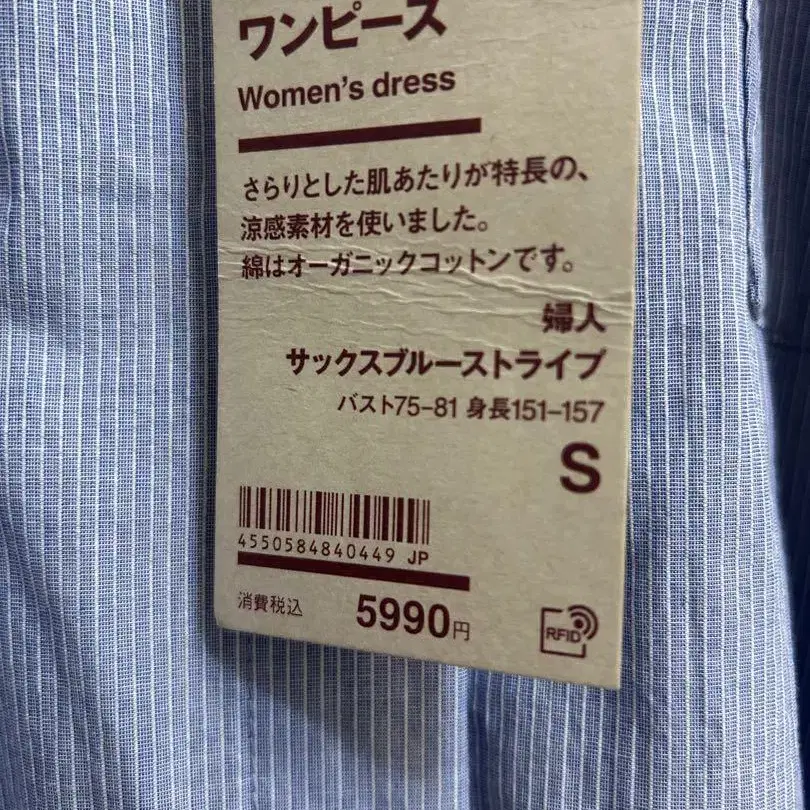 ワンピース
Women's dress
さらりとした肌あたりが特長の、
涼感素材を使いました。
綿はオーガニックコットンです。
婦人
サックスブルーストライプ
バスト75-81 身長151-157
S
4550584840449 JP
消費税込 5990円
RFID